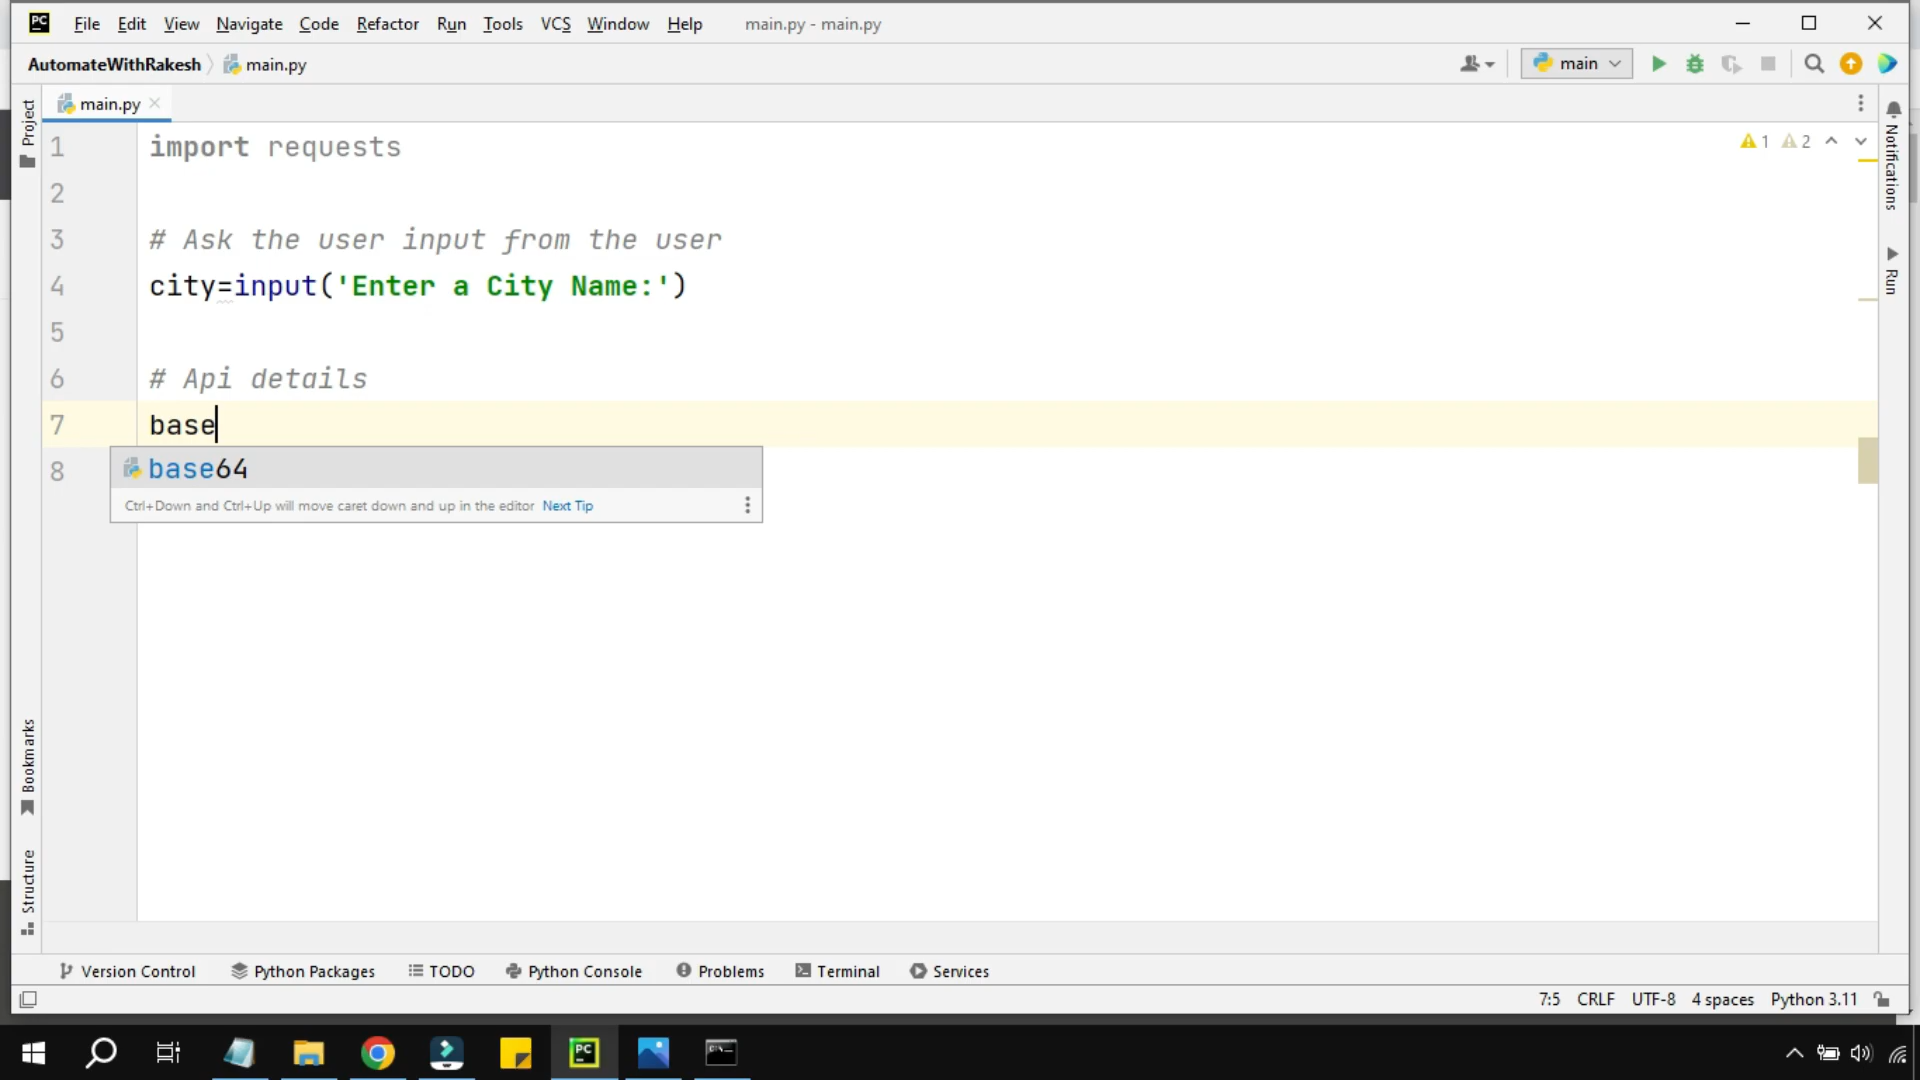 PC File Edit View Navigate Code Refactor Run Tools VCS Window Help main.py - main.py
AutomateWithRakesh main.py main
main.py
1 import requests
2
3 # Ask the user input from the user
4 city=input('Enter a City Name:')
5
6 # Api details
7 base
8
base64
Ctrl+Down and Ctrl+Up will move caret down and up in the editor Next Tip
1 2
Project
Bookmarks
Structure
Notifications
Run
Version Control Python Packages TODO Python Console Problems Terminal Services
7:5 CRLF UTF-8 4 spaces Python 3.11
PC